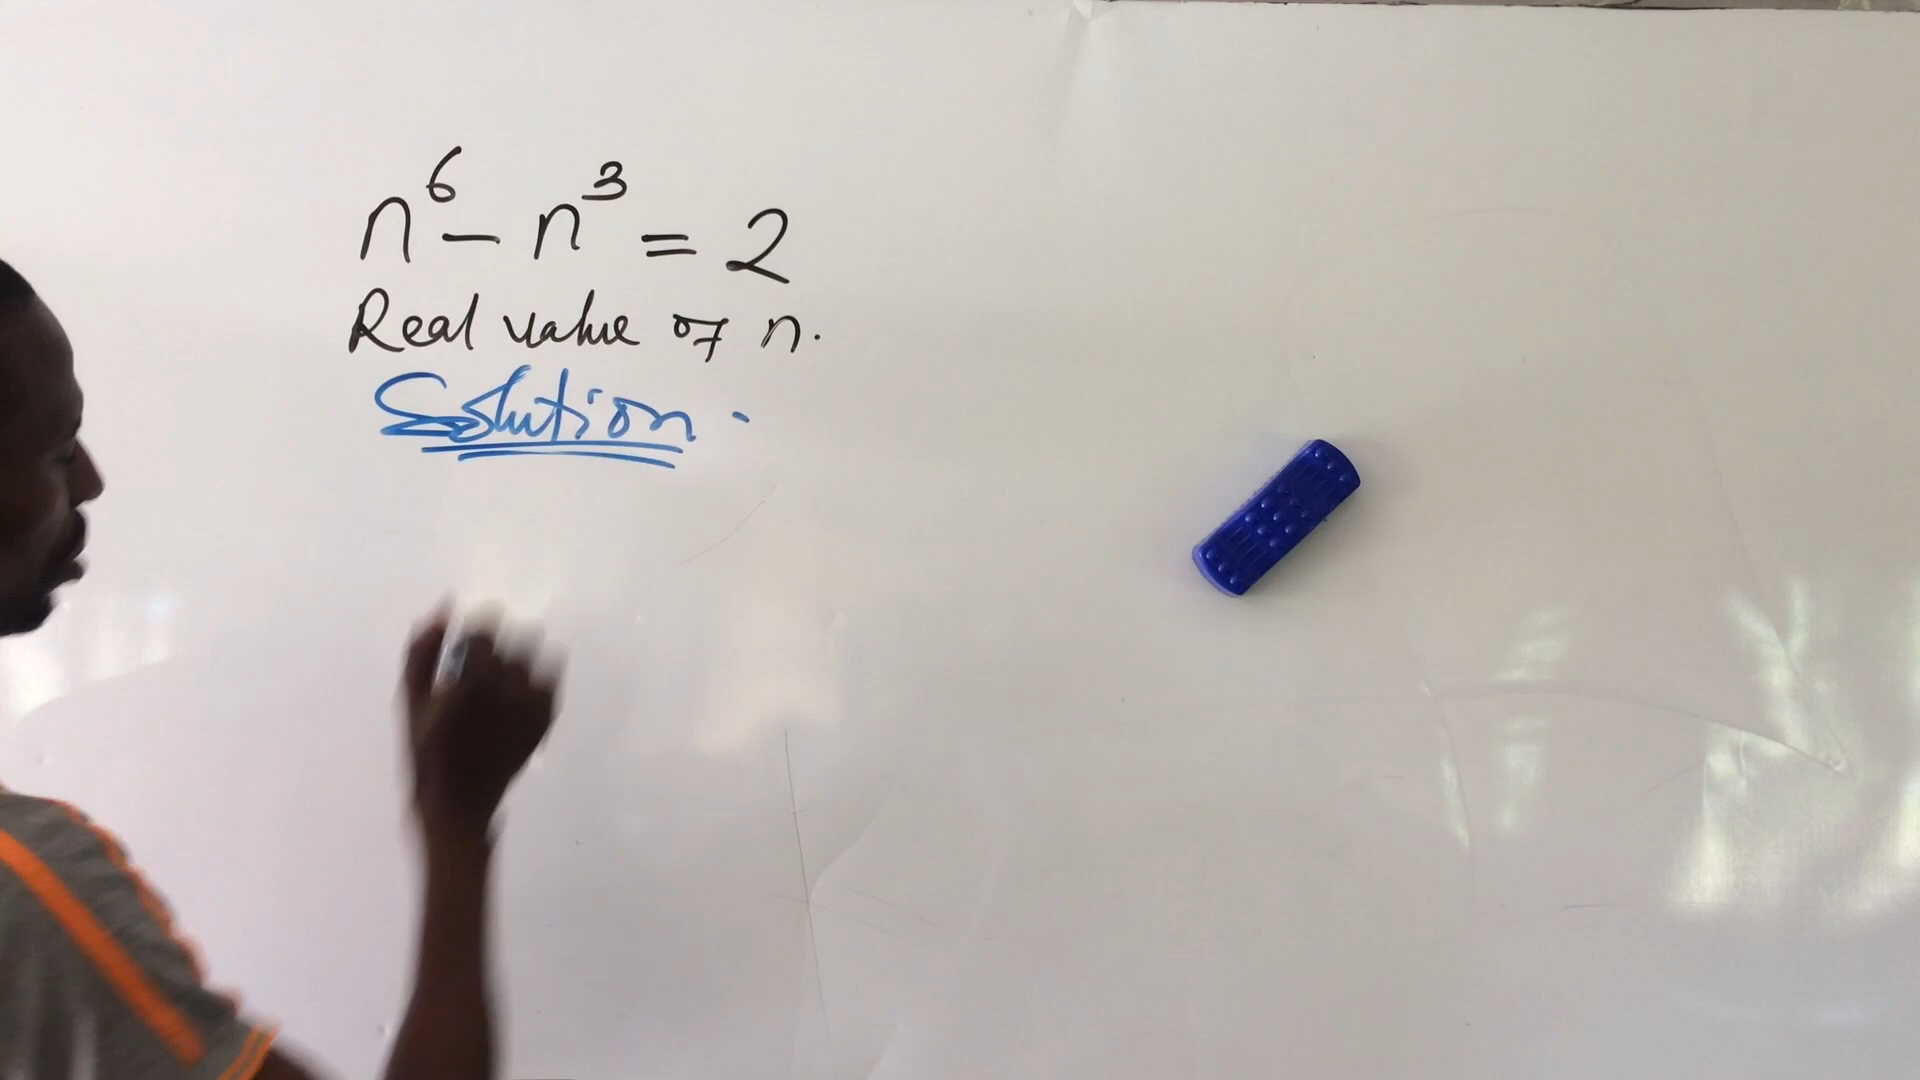 n⁶ - n³ = 2
Real value of n.
Solution.